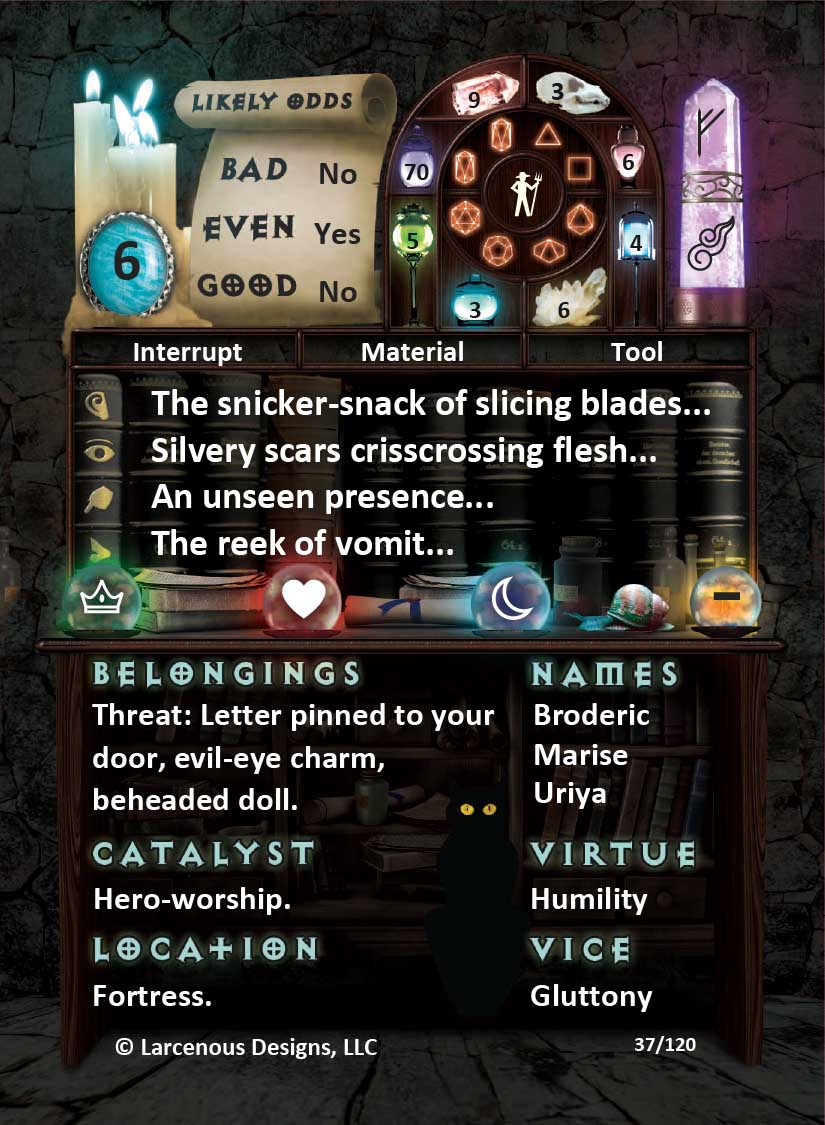 LIKELY ODDS
BAD No
EVEN Yes
GOOD No
6
9
3
70
6
5
4
3
6
Interrupt Material Tool
The snicker-snack of slicing blades...
Silvery scars crisscrossing flesh...
An unseen presence...
The reek of vomit...
BELONGINGS
Threat: Letter pinned to your
door, evil-eye charm,
beheaded doll.
NAMES
Broderic
Marise
Uriya
CATALYST
Hero-worship.
VIRTUE
Humility
LOCATION
Fortress.
VICE
Gluttony
© Larcenous Designs, LLC
37/120